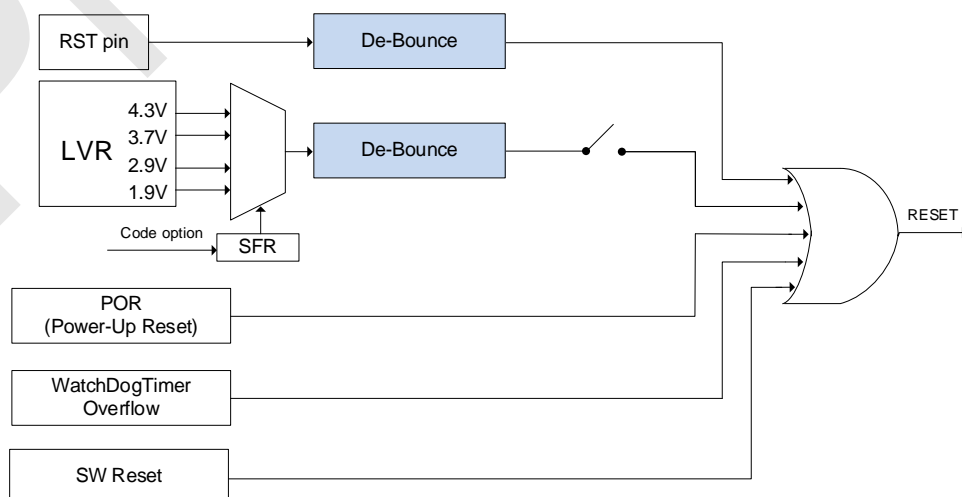 RST pin
De-Bounce
LVR
4.3V
3.7V
2.9V
1.9V
De-Bounce
Code option
SFR
RESET
POR
(Power-Up Reset)
WatchDogTimer
Overflow
SW Reset